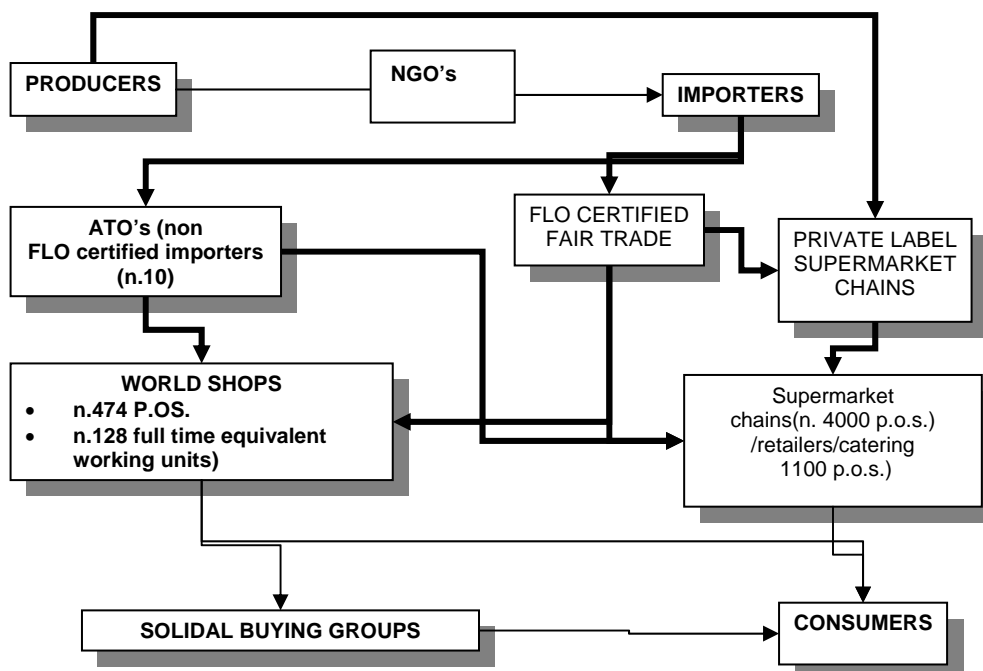 PRODUCERS
NGO's
IMPORTERS
ATO's (non
FLO certified importers
(n.10)
FLO CERTIFIED
FAIR TRADE
PRIVATE LABEL
SUPERMARKET
CHAINS
WORLD SHOPS
• n.474 P.OS.
• n.128 full time equivalent
working units)
Supermarket
chains(n. 4000 p.o.s.)
/retailers/catering
1100 p.o.s.)
SOLIDAL BUYING GROUPS
CONSUMERS